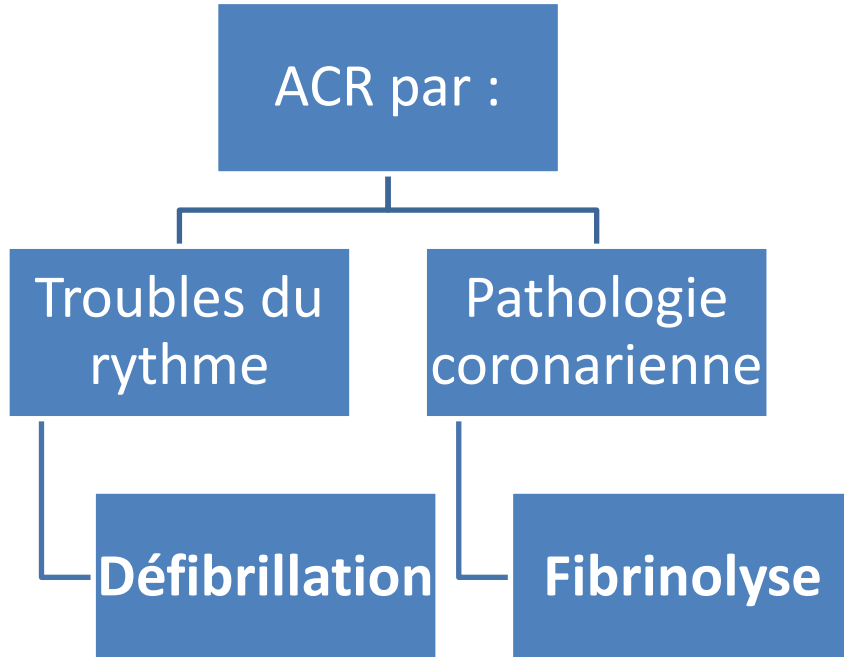 ACR par :
Troubles du
rythme
Pathologie
coronarienne
Défibrillation
Fibrinolyse